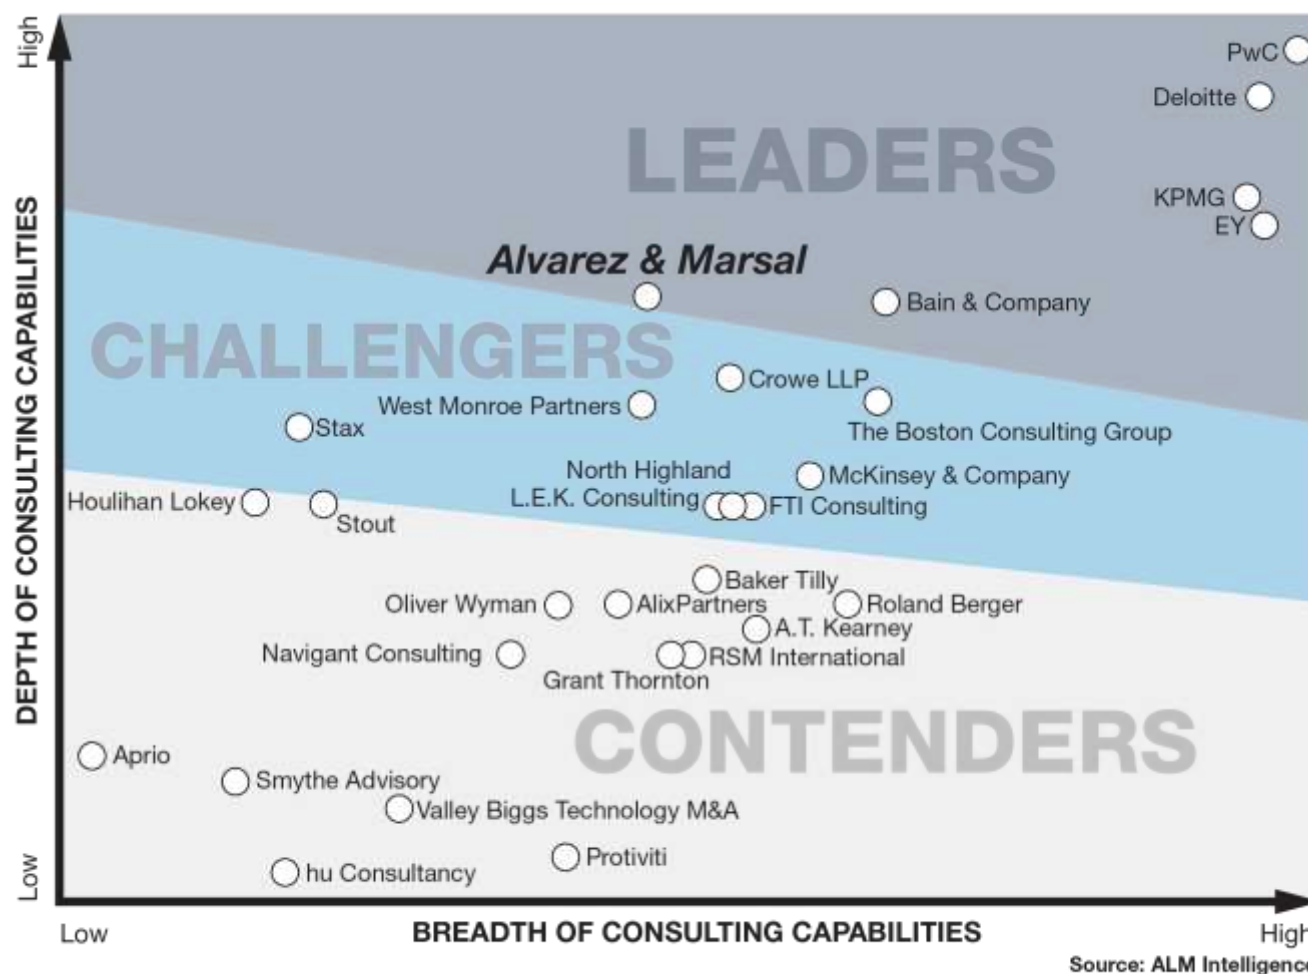 High
PwC
Deloitte
LEADERS
KPMG
EY
Alvarez & Marsal
Bain & Company
CHALLENGERS
Crowe LLP
West Monroe Partners
The Boston Consulting Group
Stax
North Highland
McKinsey & Company
L.E.K. Consulting
FTI Consulting
Houlihan Lokey
Stout
Baker Tilly
Oliver Wyman
AlixPartners
Roland Berger
A.T. Kearney
Navigant Consulting
RSM International
Grant Thornton
CONTENDERS
Aprio
Smythe Advisory
Valley Biggs Technology M&A
Protiviti
hu Consultancy
DEPTH OF CONSULTING CAPABILITIES
Low
Low
BREADTH OF CONSULTING CAPABILITIES
High
Source: ALM Intelligence